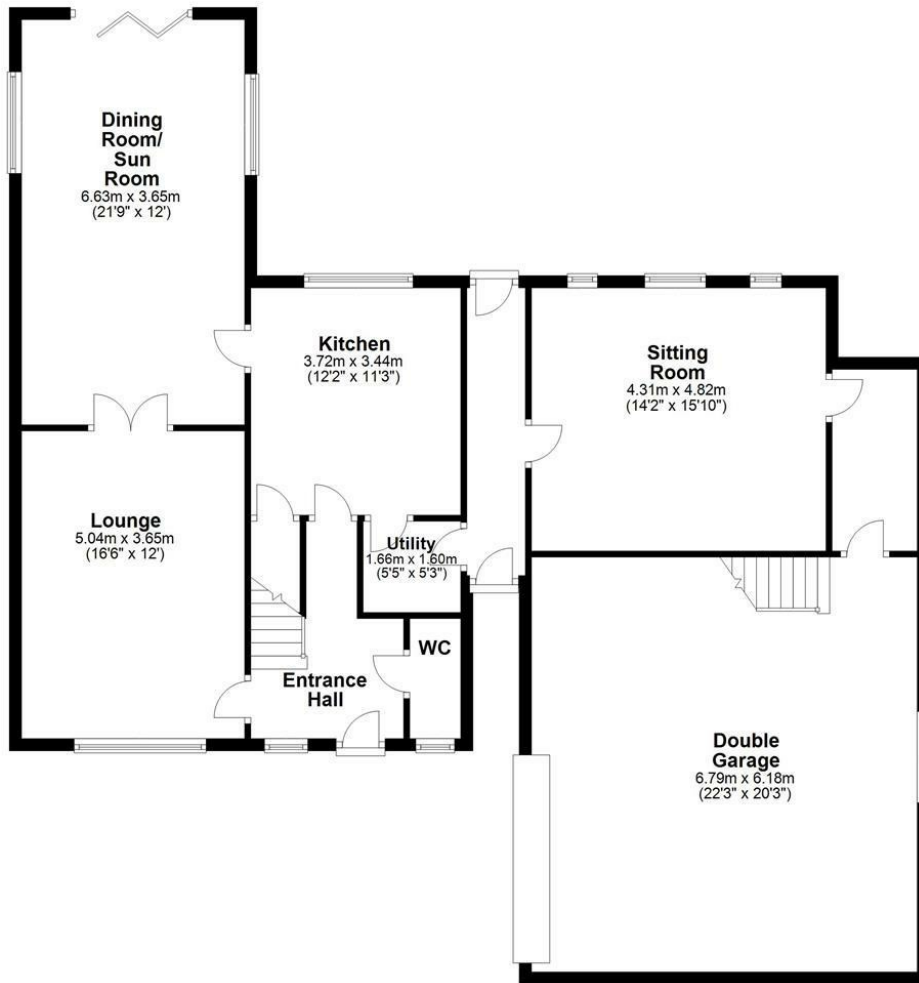 Dining
Room/
Sun
Room
6.63m x 3.65m
(21'9" x 12')
Kitchen
3.72m x 3.44m
(12'2" x 11'3")
Sitting
Room
4.31m x 4.82m
(14'2" x 15'10")
Lounge
5.04m x 3.65m
(16'6" x 12')
Utility
1.66m x 1.60m
(5'5" x 5'3")
WC
Entrance
Hall
Double
Garage
6.79m x 6.18m
(22'3" x 20'3")